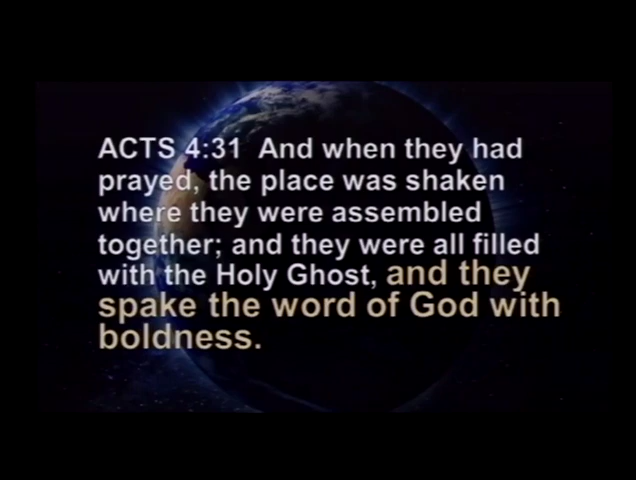 ACTS 4:31 And when they had
prayed, the place was shaken
where they were assembled
together; and they were all filled
with the Holy Ghost, and they
spake the word of God with
boldness.